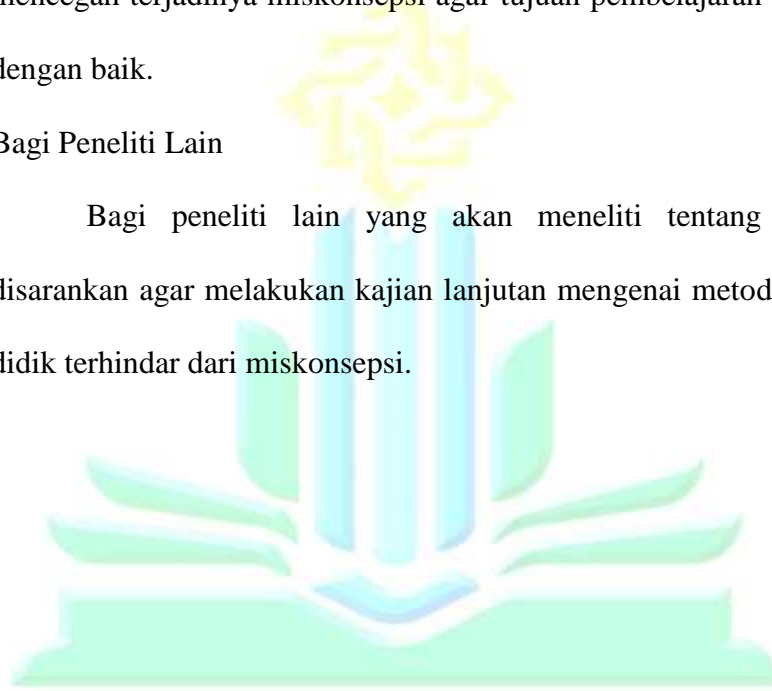 mencegah terjadinya miskonsepsi agar tujuan pembelajaran
dengan baik.
Bagi Peneliti Lain
Bagi peneliti lain yang akan meneliti tentang
disarankan agar melakukan kajian lanjutan mengenai metod
didik terhindar dari miskonsepsi.